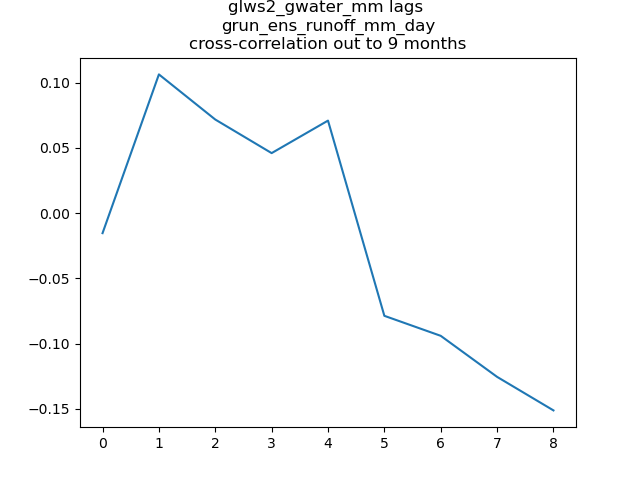 glws2_gwater_mm lags
grun_ens_runoff_mm_day
cross-correlation out to 9 months
0.10
0.05
0.00
−0.05
−0.10
−0.15
0 1 2 3 4 5 6 7 8